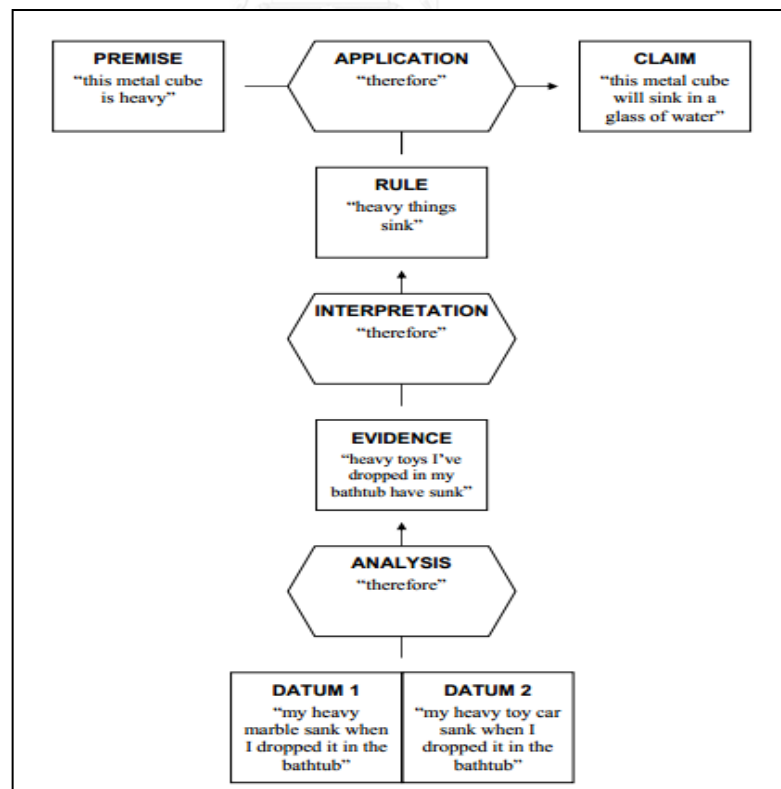 PREMISE
“this metal cube
is heavy”
APPLICATION
“therefore”
CLAIM
“this metal cube
will sink in a
glass of water”
RULE
“heavy things
sink”
INTERPRETATION
“therefore”
EVIDENCE
“heavy toys I’ve
dropped in my
bathtub have sunk”
ANALYSIS
“therefore”
DATUM 1
“my heavy
marble sank when
I dropped it in the
bathtub”
DATUM 2
“my heavy toy car
sank when I
dropped it in the
bathtub”